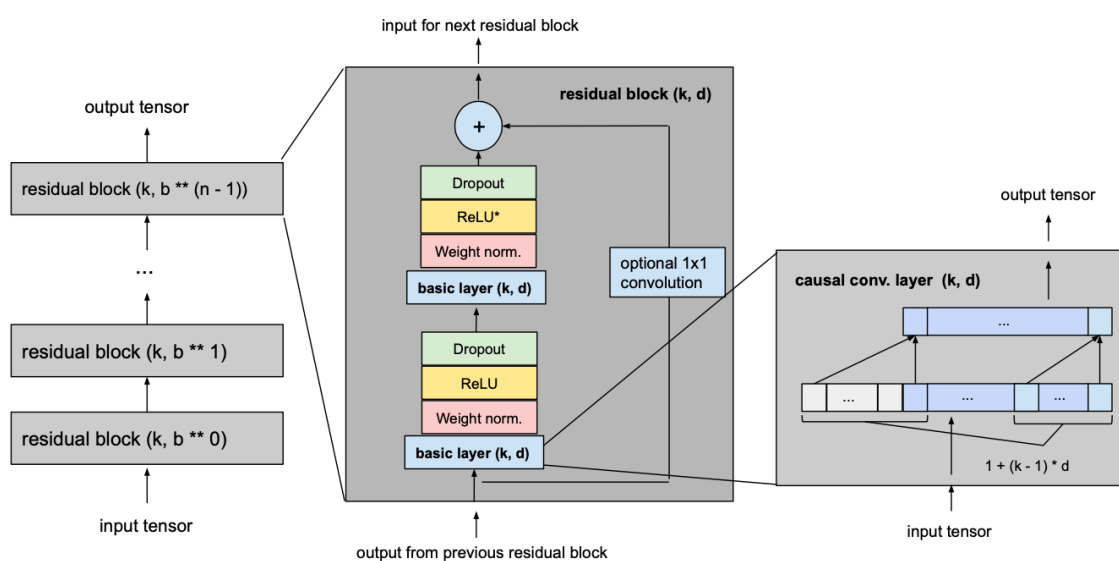 output tensor
residual block (k, b ** (n - 1))
...
residual block (k, b ** 1)
residual block (k, b ** 0)
input tensor
input for next residual block
residual block (k, d)
+
Dropout
ReLU*
Weight norm.
basic layer (k, d)
optional 1x1
convolution
Dropout
ReLU
Weight norm.
basic layer (k, d)
output from previous residual block
output tensor
causal conv. layer (k, d)
...
... ... ...
1 + (k - 1) * d
input tensor